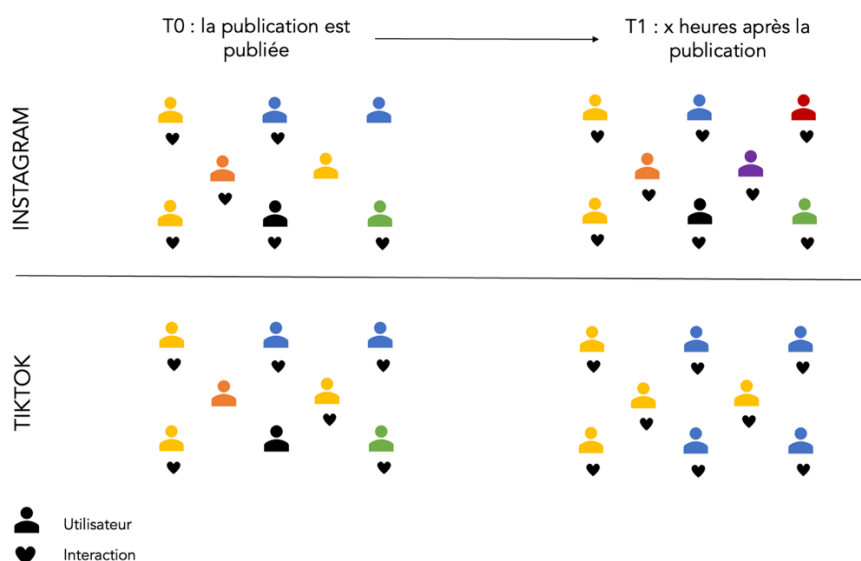 T0 : la publication est
publiée
T1 : x heures après la
publication
INSTAGRAM
TIKTOK
Utilisateur
Interaction